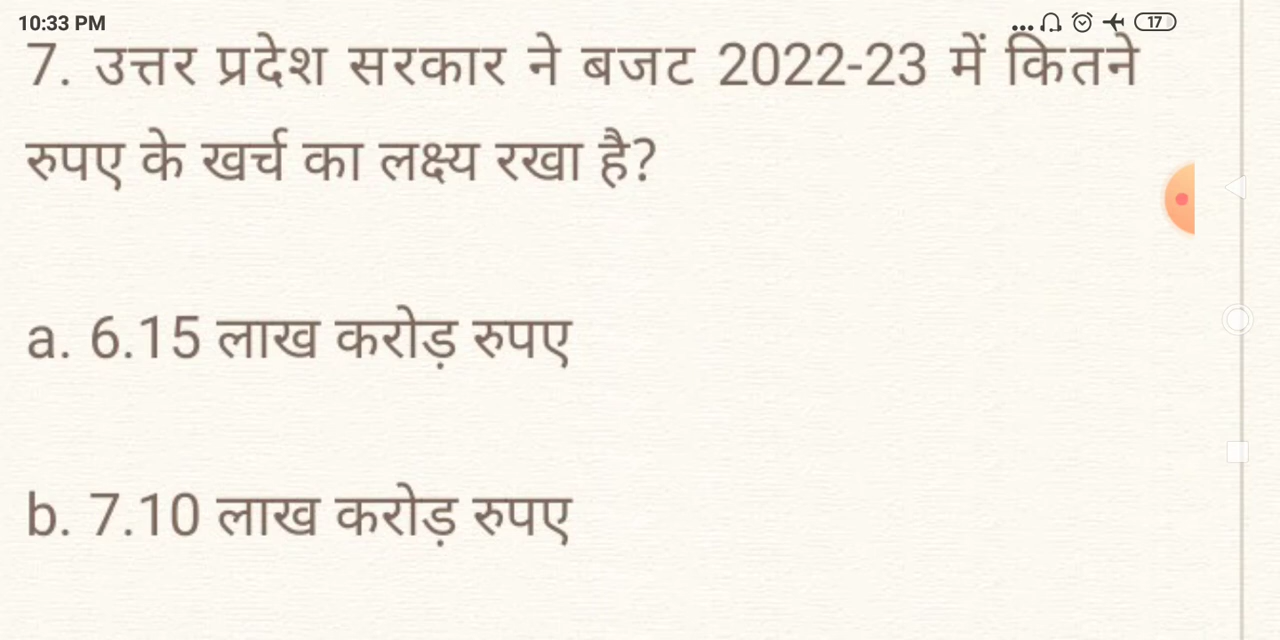 10:33 PM
17
7. उत्तर प्रदेश सरकार ने बजट 2022-23 में कितने
रुपए के खर्च का लक्ष्य रखा है?
a. 6.15 लाख करोड़ रुपए
b. 7.10 लाख करोड़ रुपए